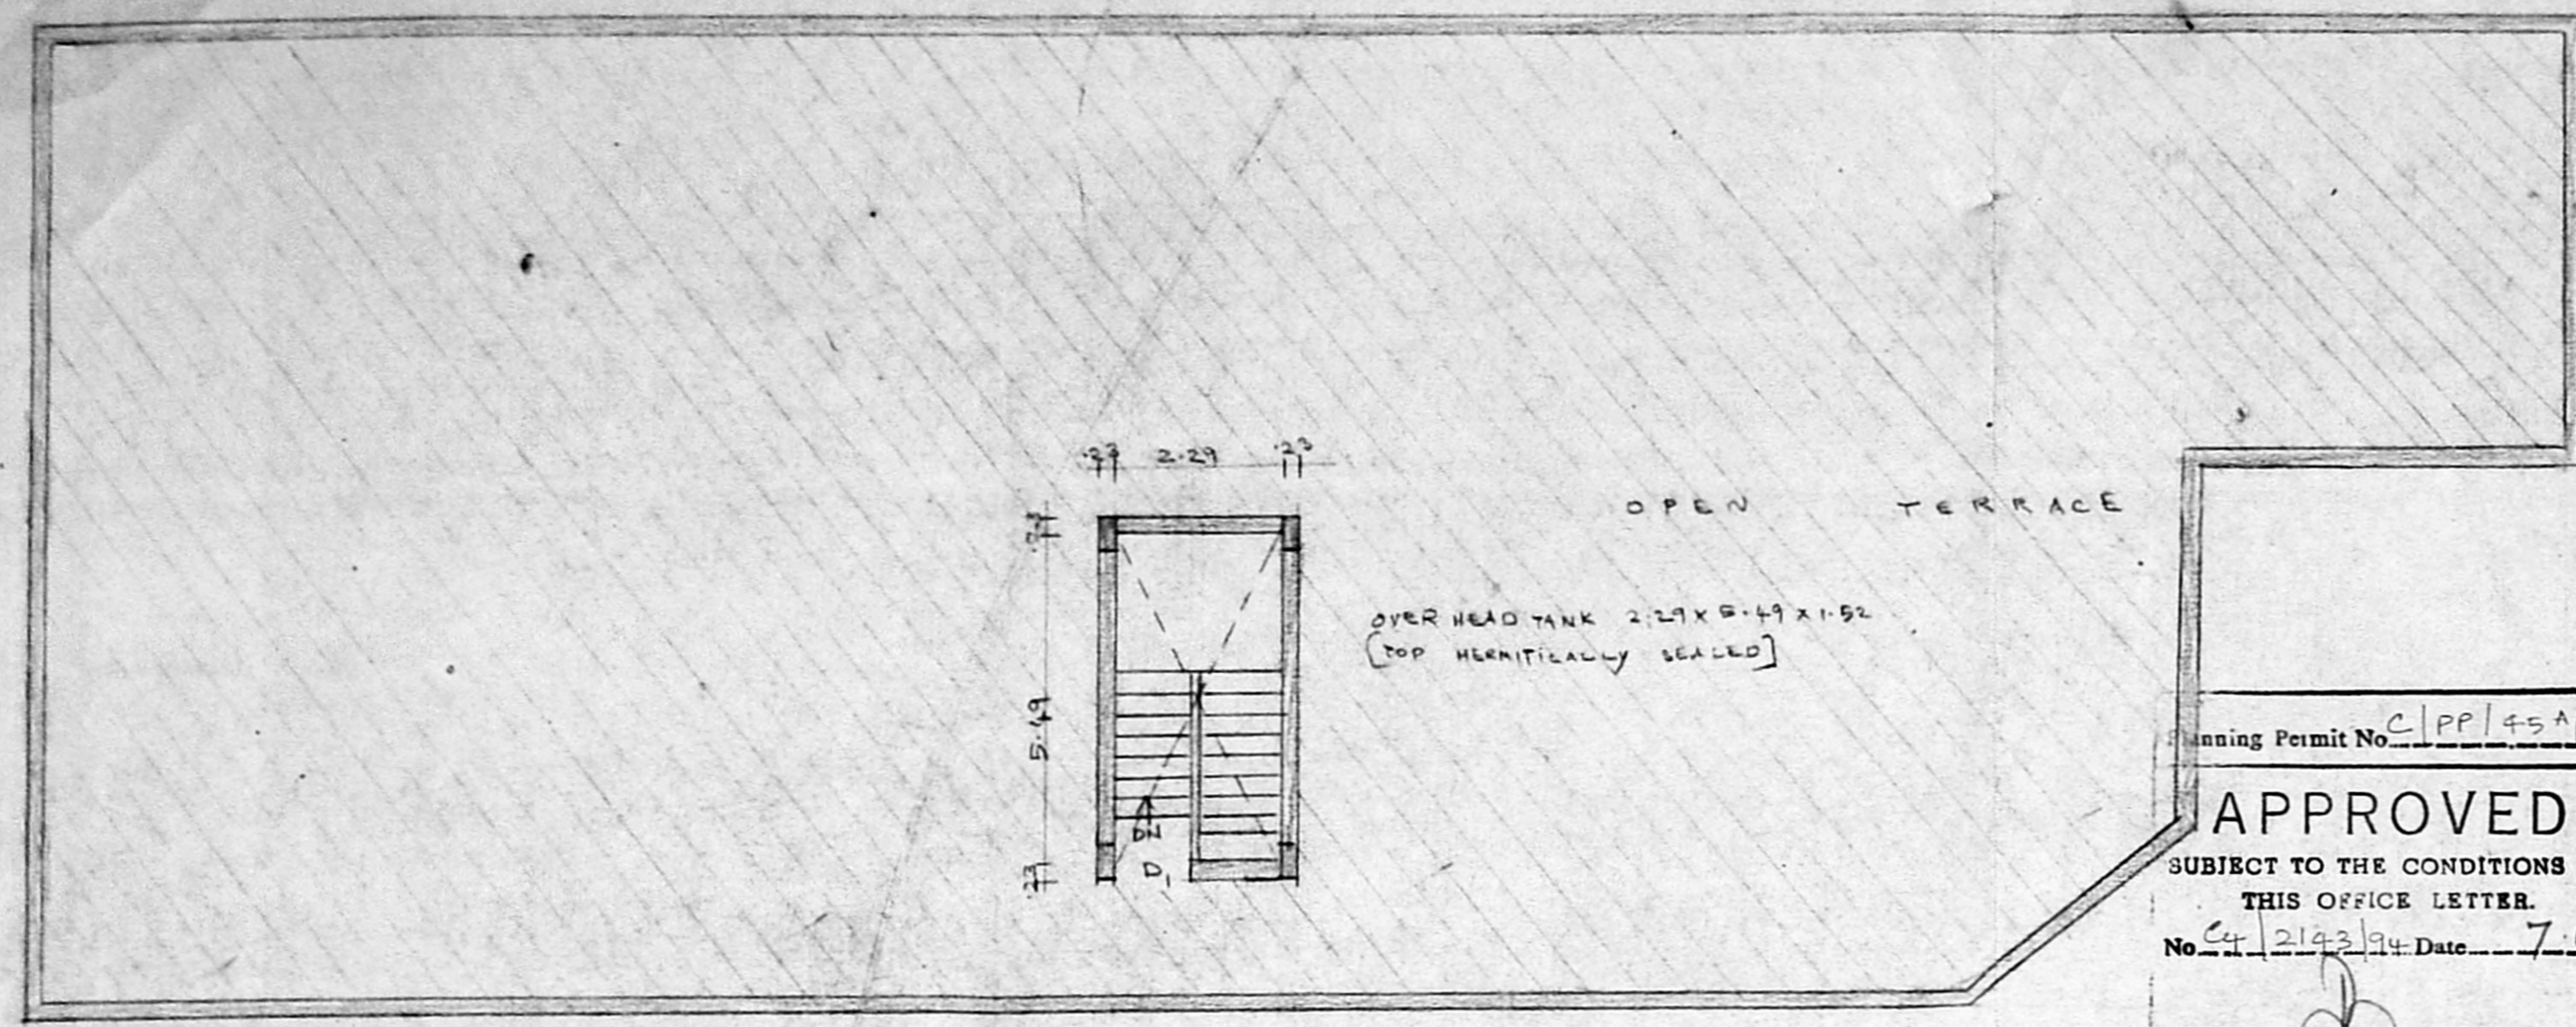 .23 2.29 .23
.23
OPEN TERRACE
OVER HEAD TANK 2.29 x 5.49 x 1.52
[TOP HERMITICALLY SEALED]
5.49
DN
D1
.23
Planning Permit No C/PP/45A
APPROVED
SUBJECT TO THE CONDITIONS
THIS OFFICE LETTER.
No C4/2143/94 Date 7.